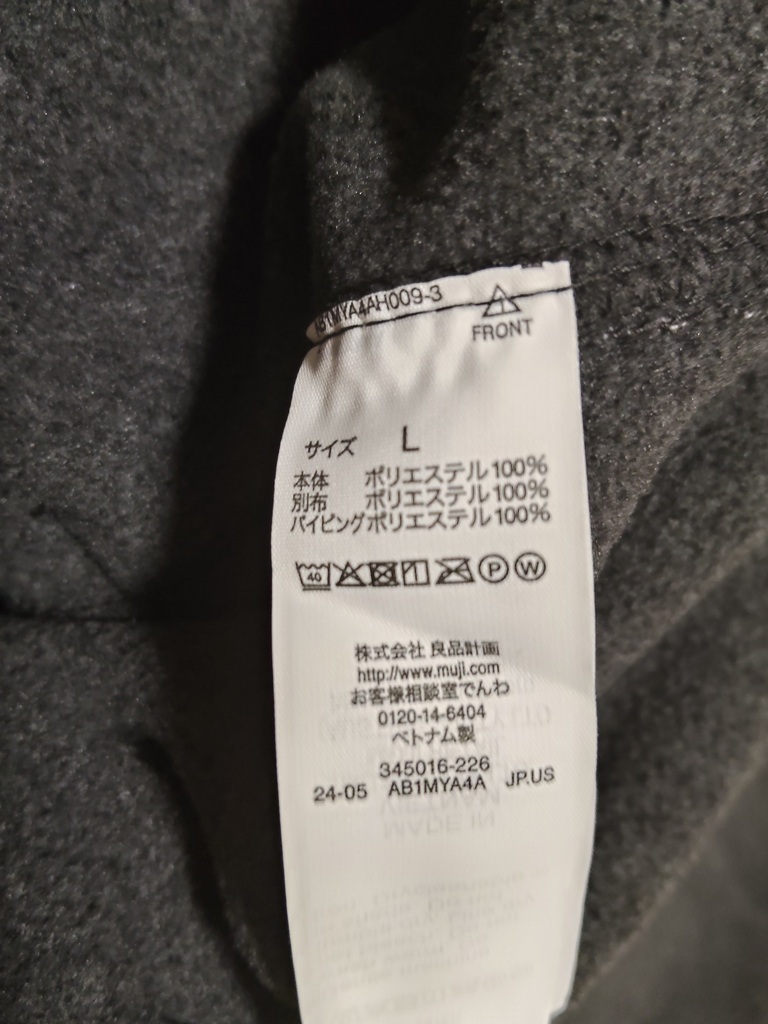 AB1MYA4AH009-3
FRONT
サイズ L
本体 ポリエステル100%
別布 ポリエステル100%
パイピング ポリエステル100%
40
P W
株式会社 良品計画
http://www.muji.com
お客様相談室でんわ
0120-14-6404
ベトナム製
345016-226
24-05 AB1MYA4A JP.US
VIETNAM
MADE IN